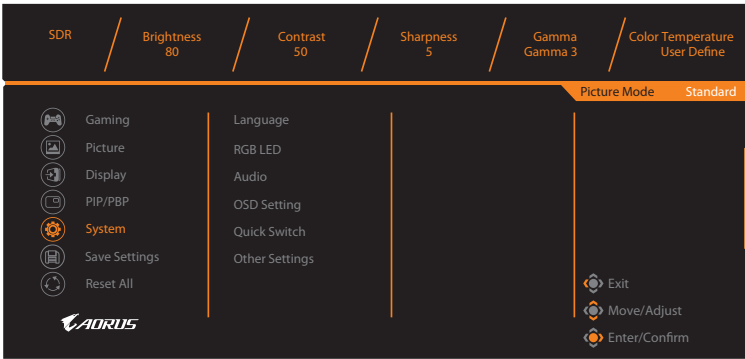 SDR
Brightness
80
Contrast
50
Sharpness
5
Gamma
Gamma 3
Color Temperature
User Define
Picture Mode Standard
Gaming
Picture
Display
PIP/PBP
System
Save Settings
Reset All
Language
RGB LED
Audio
OSD Setting
Quick Switch
Other Settings
Exit
Move/Adjust
Enter/Confirm
AORUS